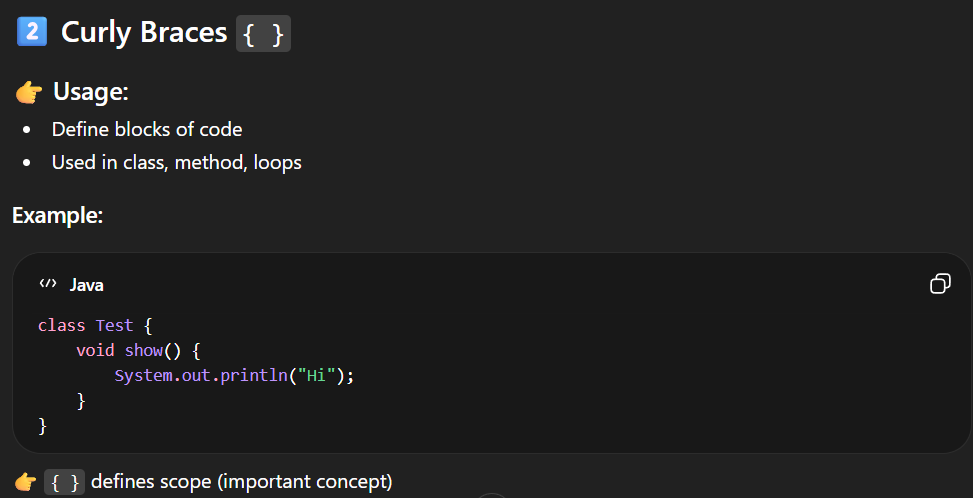 2️⃣ Curly Braces { }
👉 Usage:
• Define blocks of code
• Used in class, method, loops
Example:
</> Java
class Test {
    void show() {
        System.out.println("Hi");
    }
}
👉 { } defines scope (important concept)